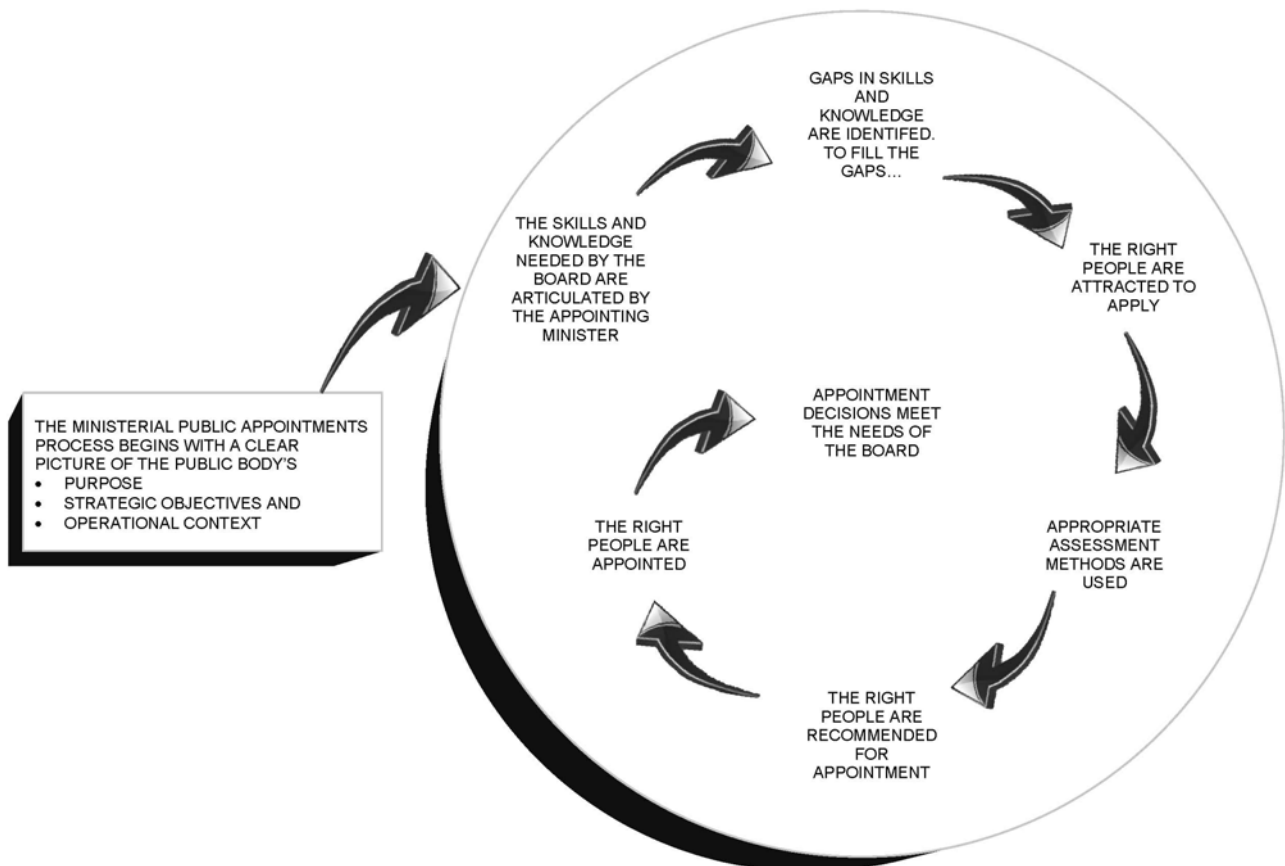 THE MINISTERIAL PUBLIC APPOINTMENTS
PROCESS BEGINS WITH A CLEAR
PICTURE OF THE PUBLIC BODY'S
• PURPOSE
• STRATEGIC OBJECTIVES AND
• OPERATIONAL CONTEXT
THE SKILLS AND
KNOWLEDGE
NEEDED BY THE
BOARD ARE
ARTICULATED BY
THE APPOINTING
MINISTER
GAPS IN SKILLS
AND
KNOWLEDGE
ARE IDENTIFED.
TO FILL THE
GAPS…
THE RIGHT
PEOPLE ARE
ATTRACTED TO
APPLY
APPROPRIATE
ASSESSMENT
METHODS ARE
USED
THE RIGHT
PEOPLE ARE
RECOMMENDED
FOR
APPOINTMENT
THE RIGHT
PEOPLE ARE
APPOINTED
APPOINTMENT
DECISIONS MEET
THE NEEDS OF
THE BOARD